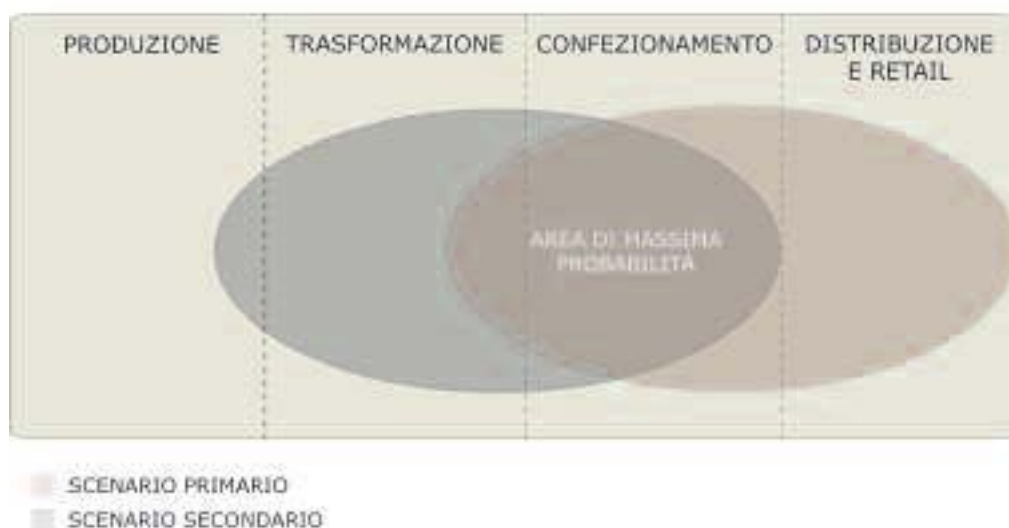 PRODUZIONE
TRASFORMAZIONE
CONFEZIONAMENTO
DISTRIBUZIONE
E RETAIL
AREA DI MASSIMA
PROBABILITÀ
SCENARIO PRIMARIO
SCENARIO SECONDARIO